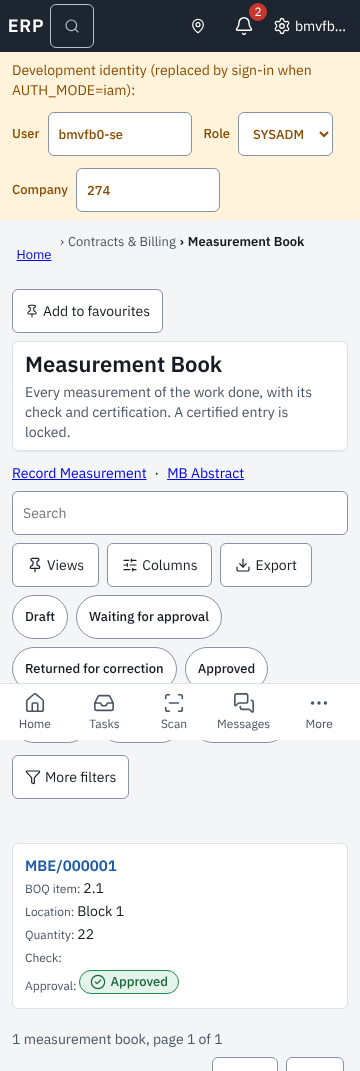 ERP
2
bmvfb...
Development identity (replaced by sign-in when
AUTH_MODE=iam):
User bmvfb0-se Role SYSADM
Company 274
Home › Contracts & Billing › Measurement Book
Add to favourites
Measurement Book
Every measurement of the work done, with its
check and certification. A certified entry is
locked.
Record Measurement · MB Abstract
Search
Views Columns Export
Draft Waiting for approval
Returned for correction Approved
Home Tasks Scan Messages More
More filters
MBE/000001
BOQ item: 2.1
Location: Block 1
Quantity: 22
Check:
Approval: Approved
1 measurement book, page 1 of 1